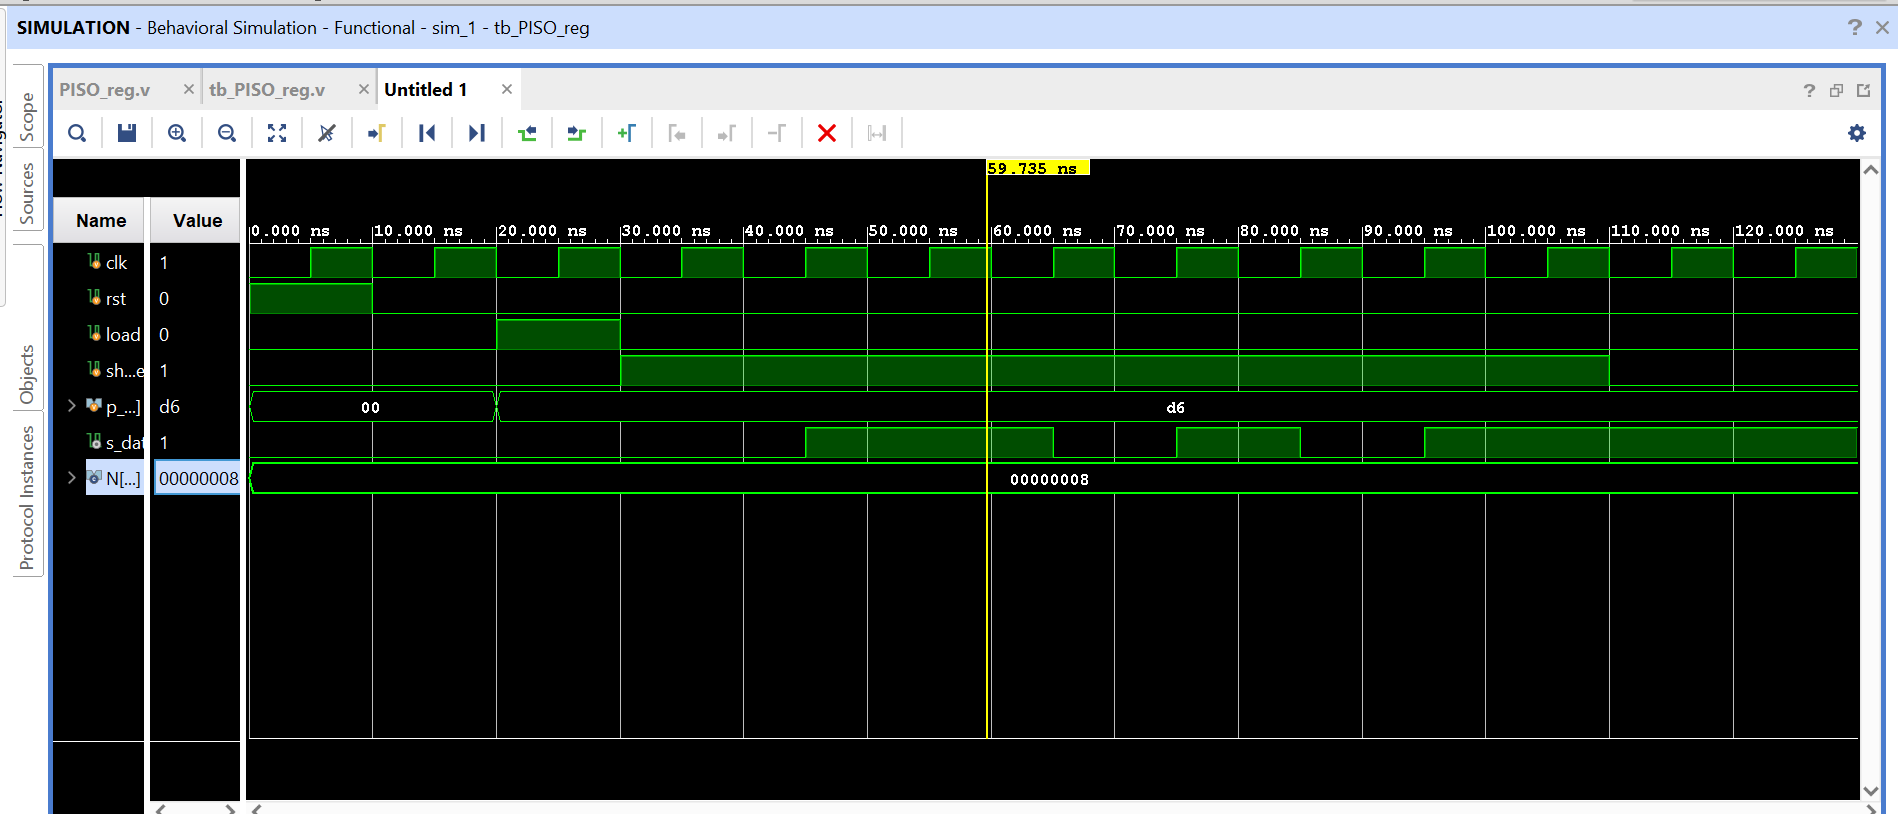 SIMULATION - Behavioral Simulation - Functional - sim_1 - tb_PISO_reg
? ×
PISO_reg.v × tb_PISO_reg.v × Untitled 1 ×
?
Scope
Sources
Objects
Protocol Instances
59.735 ns
Name Value
0.000 ns 10.000 ns 20.000 ns 30.000 ns 40.000 ns 50.000 ns 60.000 ns 70.000 ns 80.000 ns 90.000 ns 100.000 ns 110.000 ns 120.000 ns
clk 1
rst 0
load 0
sh...e 1
p_...] d6 00 d6
s_dat 1
N[...] 00000008 00000008